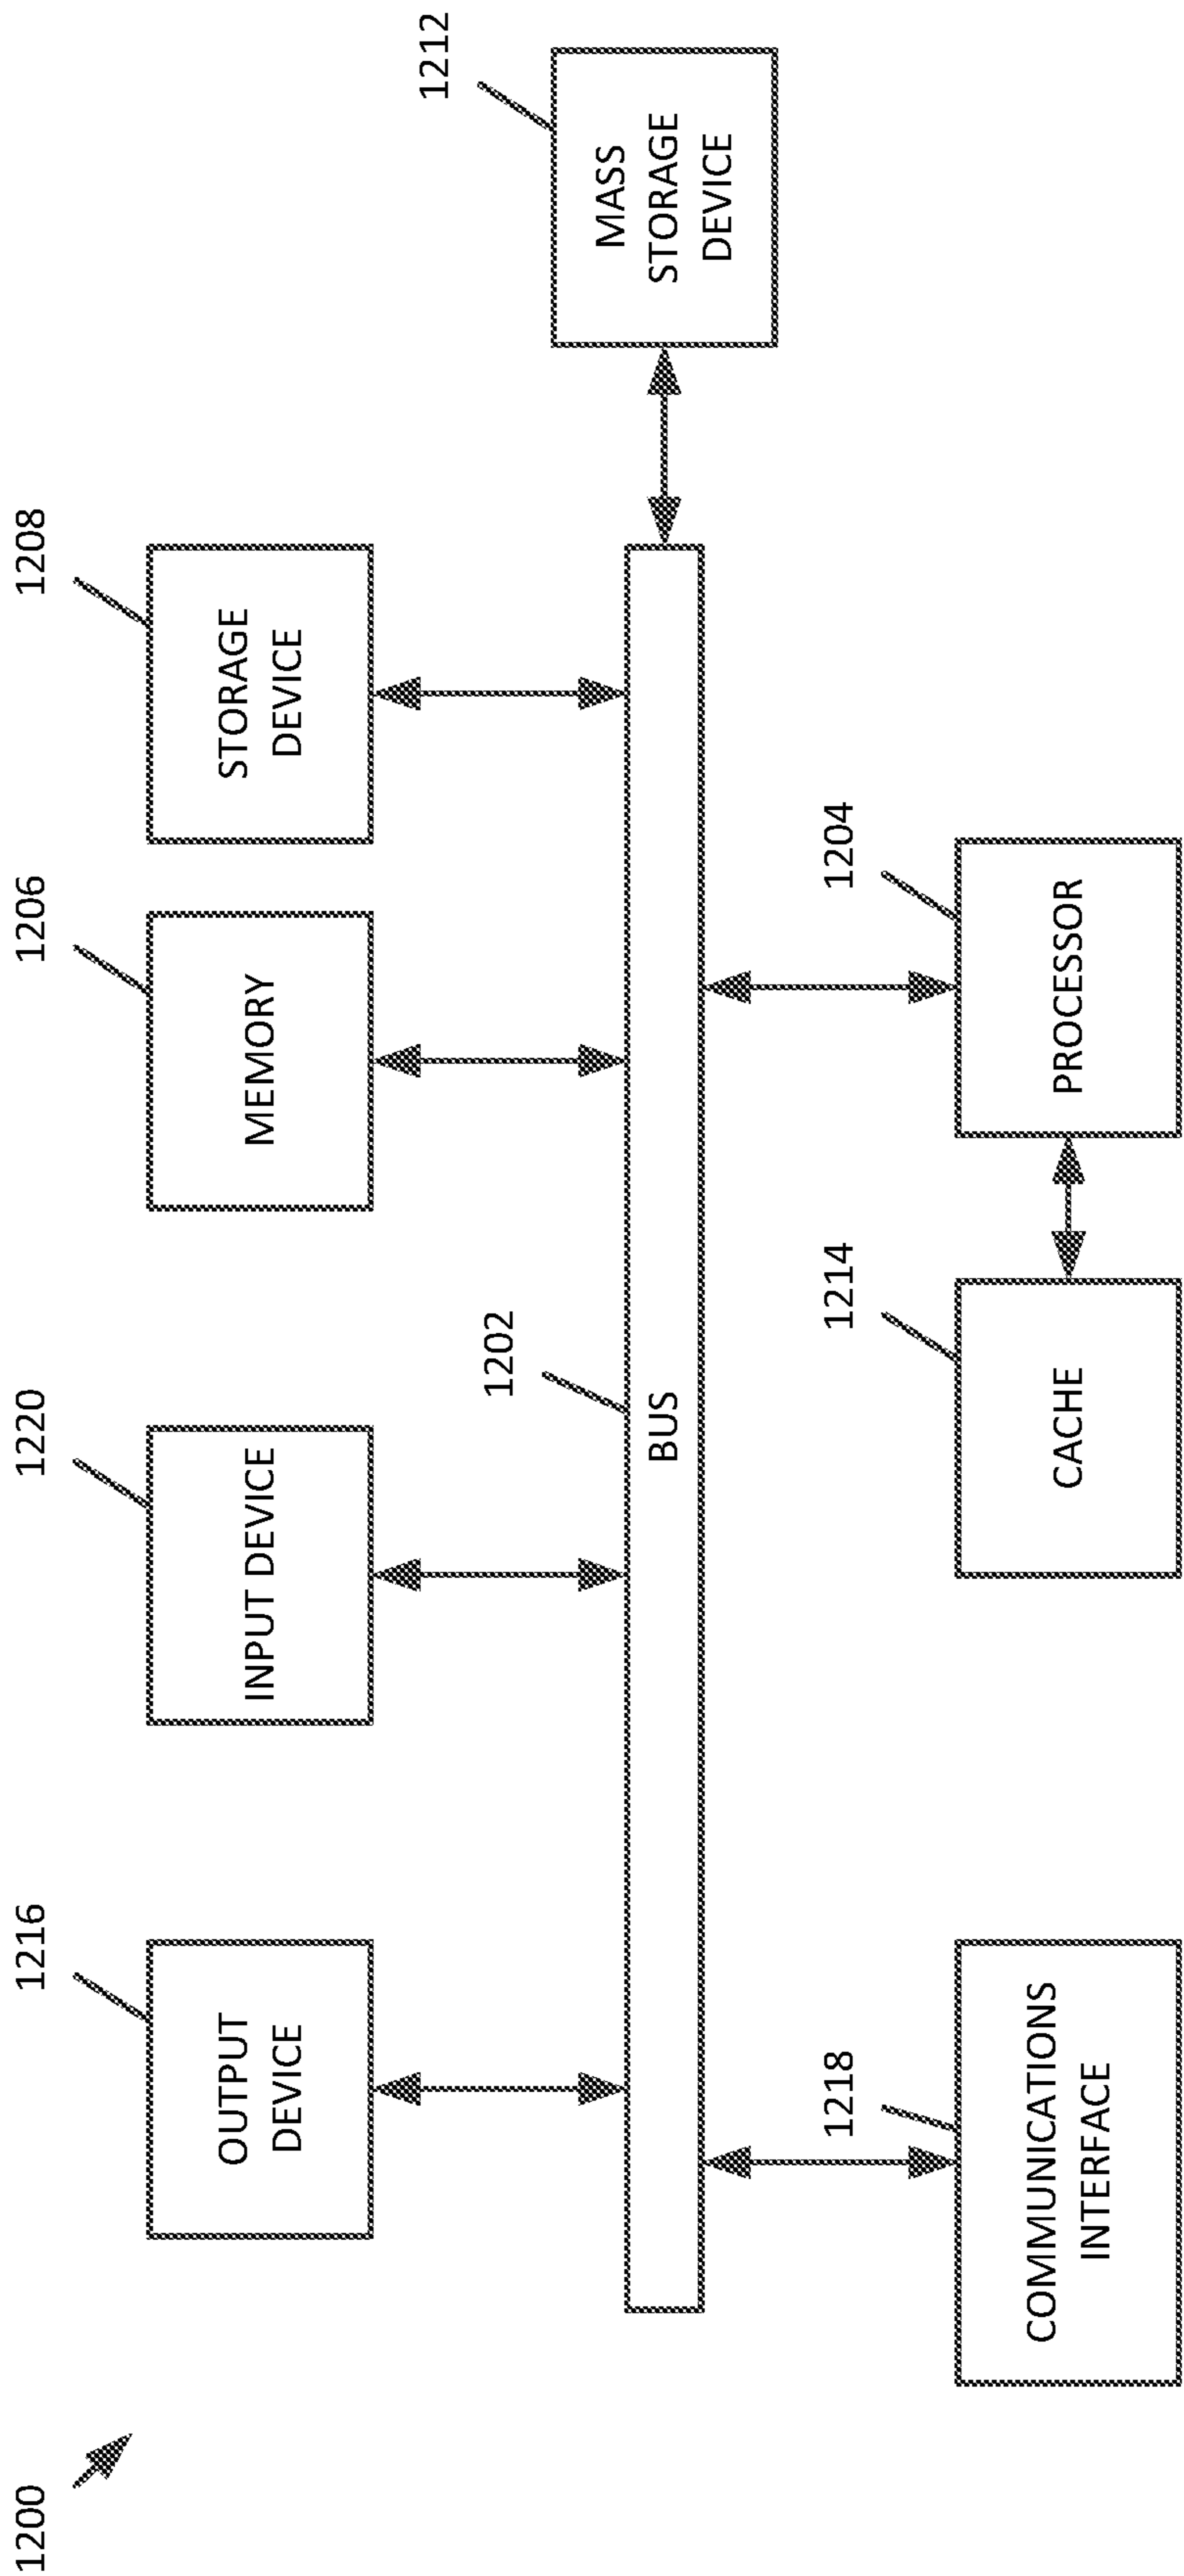 1200
1216
OUTPUT
DEVICE
1220
INPUT DEVICE
1206
MEMORY
1208
STORAGE
DEVICE
1212
MASS
STORAGE
DEVICE
1202
BUS
1218
COMMUNICATIONS
INTERFACE
1214
CACHE
1204
PROCESSOR